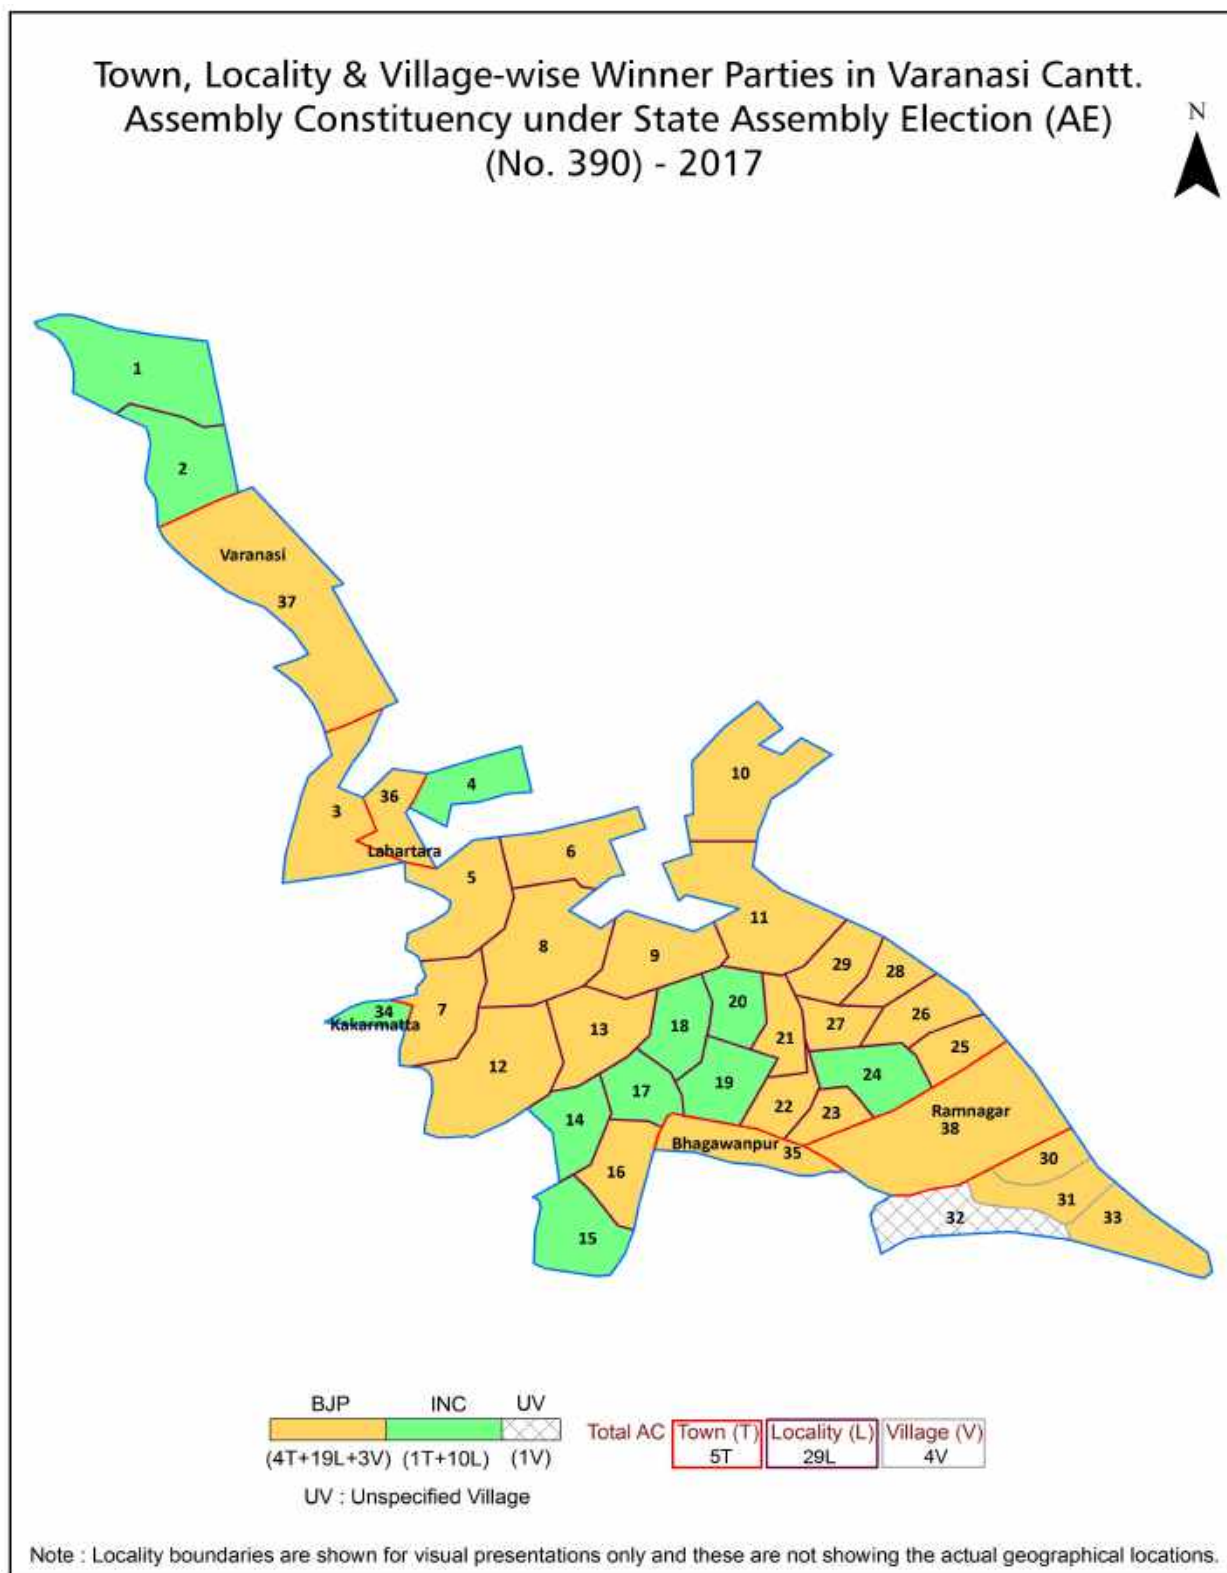 Town, Locality & Village-wise Winner Parties in Varanasi Cantt.
Assembly Constituency under State Assembly Election (AE)
(No. 390) - 2017
N
1
2
Varanasi
37
10
4
36
3
6
Lahartara
5
11
8
9
29
28
20
34
7
26
Kakarmatta
27
18
13
21
25
12
24
19
17
22
23
Ramnagar
14
38
Bhagawanpur
35
30
16
31
32
33
15
BJP INC UV
Total AC Town (T) Locality (L) Village (V)
5T 29L 4V
(4T+19L+3V) (1T+10L) (1V)
UV : Unspecified Village
Note : Locality boundaries are shown for visual presentations only and these are not showing the actual geographical locations.